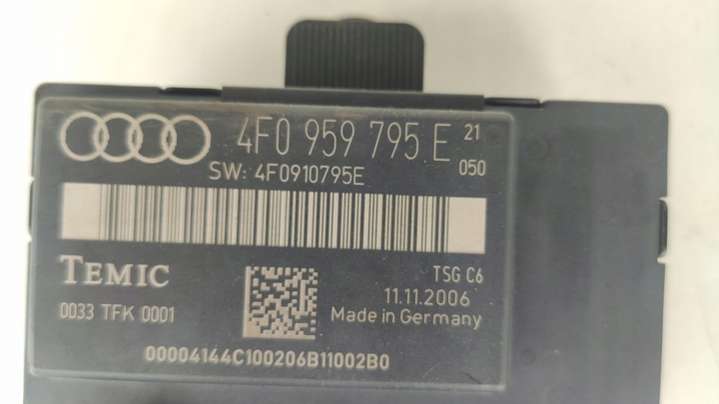 4F0 959 795 E 21
050
SW: 4F0910795E
TEMIC
TSG C6
11.11.2006
0033 TFK 0001
Made in Germany
00004144C100206B11002B0